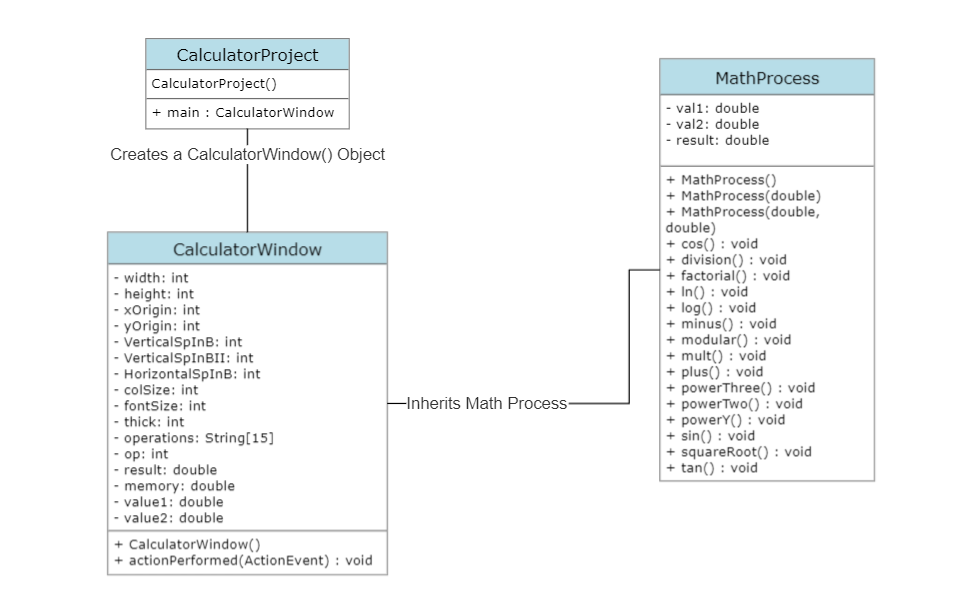 CalculatorProject
CalculatorProject()
+ main : CalculatorWindow
Creates a CalculatorWindow() Object
CalculatorWindow
- width: int
- height: int
- xOrigin: int
- yOrigin: int
- VerticalSpInB: int
- VerticalSpInBII: int
- HorizontalSpInB: int
- colSize: int
- fontSize: int
- thick: int
- operations: String[15]
- op: int
- result: double
- memory: double
- value1: double
- value2: double
+ CalculatorWindow()
+ actionPerformed(ActionEvent) : void
Inherits Math Process
MathProcess
- val1: double
- val2: double
- result: double
+ MathProcess()
+ MathProcess(double)
+ MathProcess(double,
double)
+ cos() : void
+ division() : void
+ factorial() : void
+ ln() : void
+ log() : void
+ minus() : void
+ modular() : void
+ mult() : void
+ plus() : void
+ powerThree() : void
+ powerTwo() : void
+ powerY() : void
+ sin() : void
+ squareRoot() : void
+ tan() : void